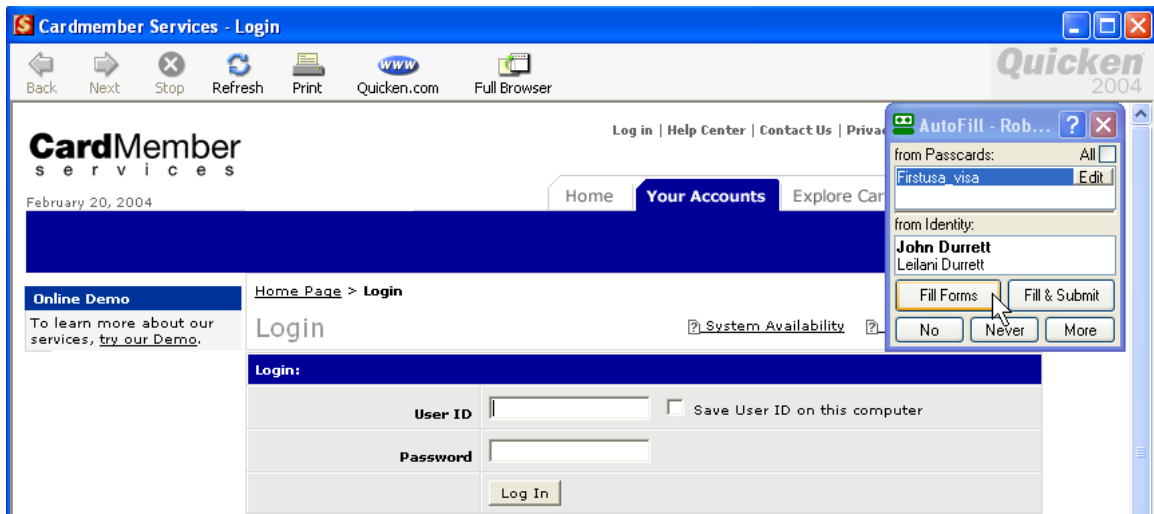 Cardmember Services - Login
Back Next Stop Refresh Print Quicken.com Full Browser
www
Quicken
2004
CardMember
services
February 20, 2004
Log in | Help Center | Contact Us |
Home Your Accounts Explore
Home Page > Login
Online Demo
To learn more about our
services, try our Demo.
Login
System Availability
Login:
User ID
Save User ID on this computer
Password
Log In
AutoFill - Rob...
from Passcards: All
Firstusa_visa Edit
from Identity:
John Durrett
Leilani Durrett
Fill Forms Fill & Submit
No Never More